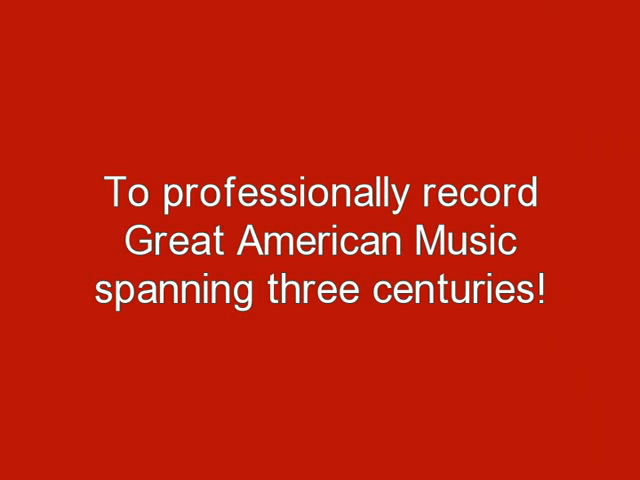 To professionally record
Great American Music
spanning three centuries!